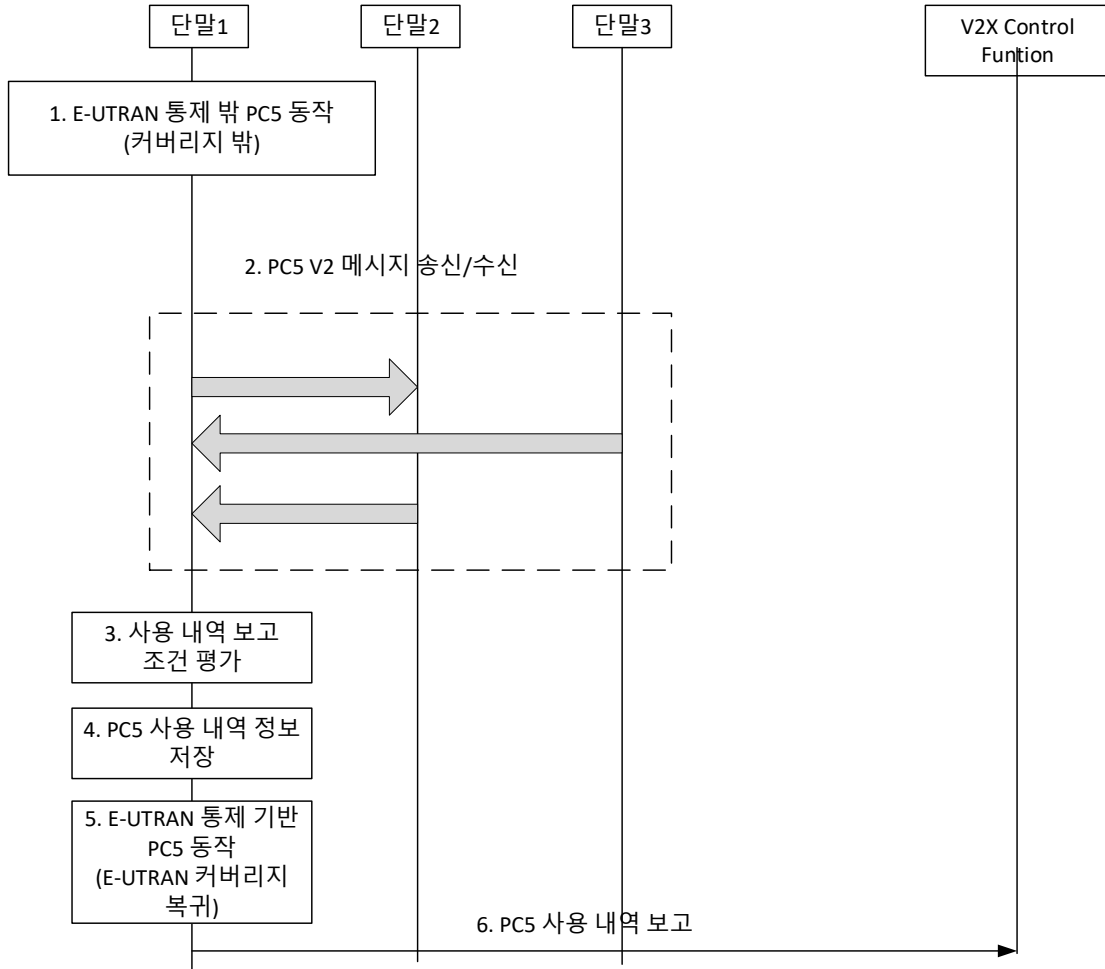 단말1
단말2
단말3
V2X Control
Funtion
1. E-UTRAN 통제 밖 PC5 동작
(커버리지 밖)
2. PC5 V2 메시지 송신/수신
3. 사용 내역 보고
조건 평가
4. PC5 사용 내역 정보
저장
5. E-UTRAN 통제 기반
PC5 동작
(E-UTRAN 커버리지
복귀)
6. PC5 사용 내역 보고